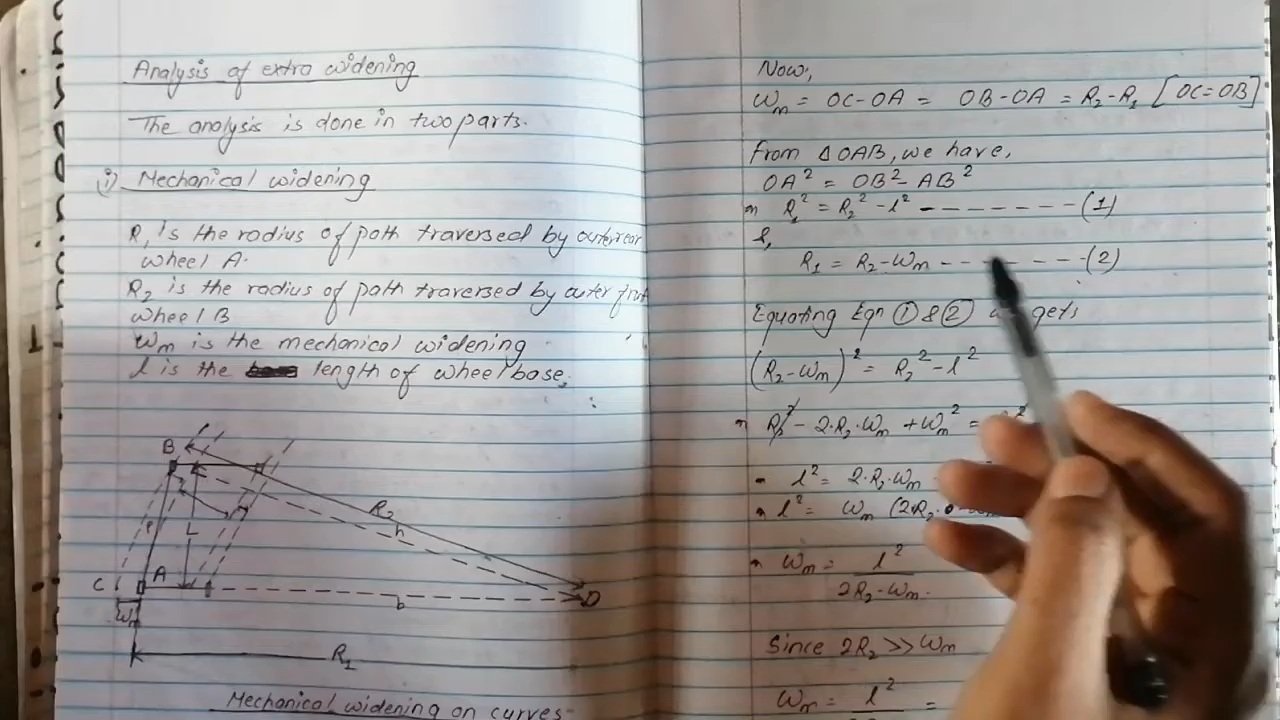 Analysis of extra widening
The analysis is done in two parts.
i) Mechanical widening
R₁ is the radius of path traversed by outer rear
wheel A.
R₂ is the radius of path traversed by outer
wheel B
Wm is the mechanical widening
l is the length of wheel base.
B
R₂
h
L
l
C
A
D
b
Wm
R₁
Mechanical widening on curves
Now,
Wm = OC-OA = OB-OA = R₂-R₁ [OC=OB]
from ΔOAB, we have,
OA² = OB² - AB²
R₁² = R₂² - l² -------(1)
&,
R₁ = R₂-Wm -------(2)
Equating Eqn ① & ② gets
(R₂-Wm)² = R₂² - l²
R₂² - 2·R₂·Wm + Wm² =
l² = 2·R₂·Wm
l² = Wm (2R₂
Wm = l²
2R₂-Wm.
Since 2R₂ >> Wm
Wm = l² =